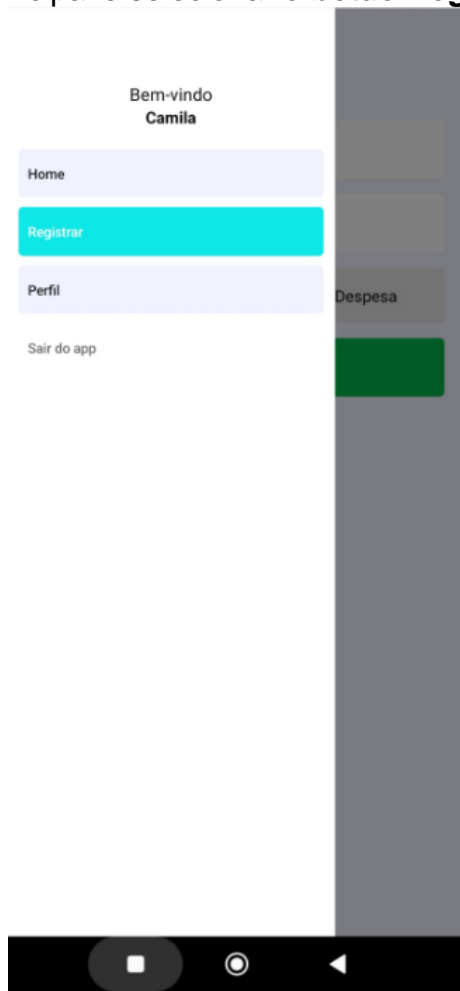 Bem-vindo
Camila
Home
Registrar
Perfil
Despesa
Sair do app